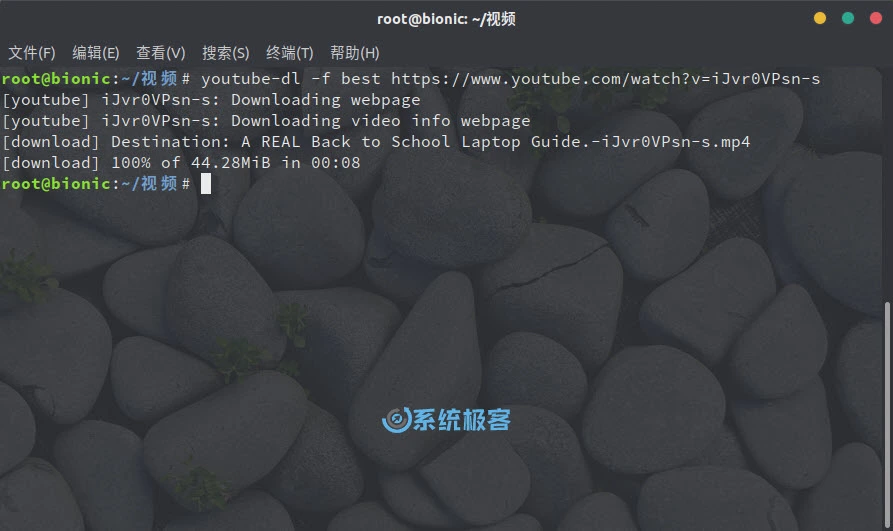 root@bionic: ~/视频
文件(F) 编辑(E) 查看(V) 搜索(S) 终端(T) 帮助(H)
root@bionic:~/视频# youtube-dl -f best https://www.youtube.com/watch?v=iJvr0VPsn-s
[youtube] iJvr0VPsn-s: Downloading webpage
[youtube] iJvr0VPsn-s: Downloading video info webpage
[download] Destination: A REAL Back to School Laptop Guide.-iJvr0VPsn-s.mp4
[download] 100% of 44.28MiB in 00:08
root@bionic:~/视频#
系统极客